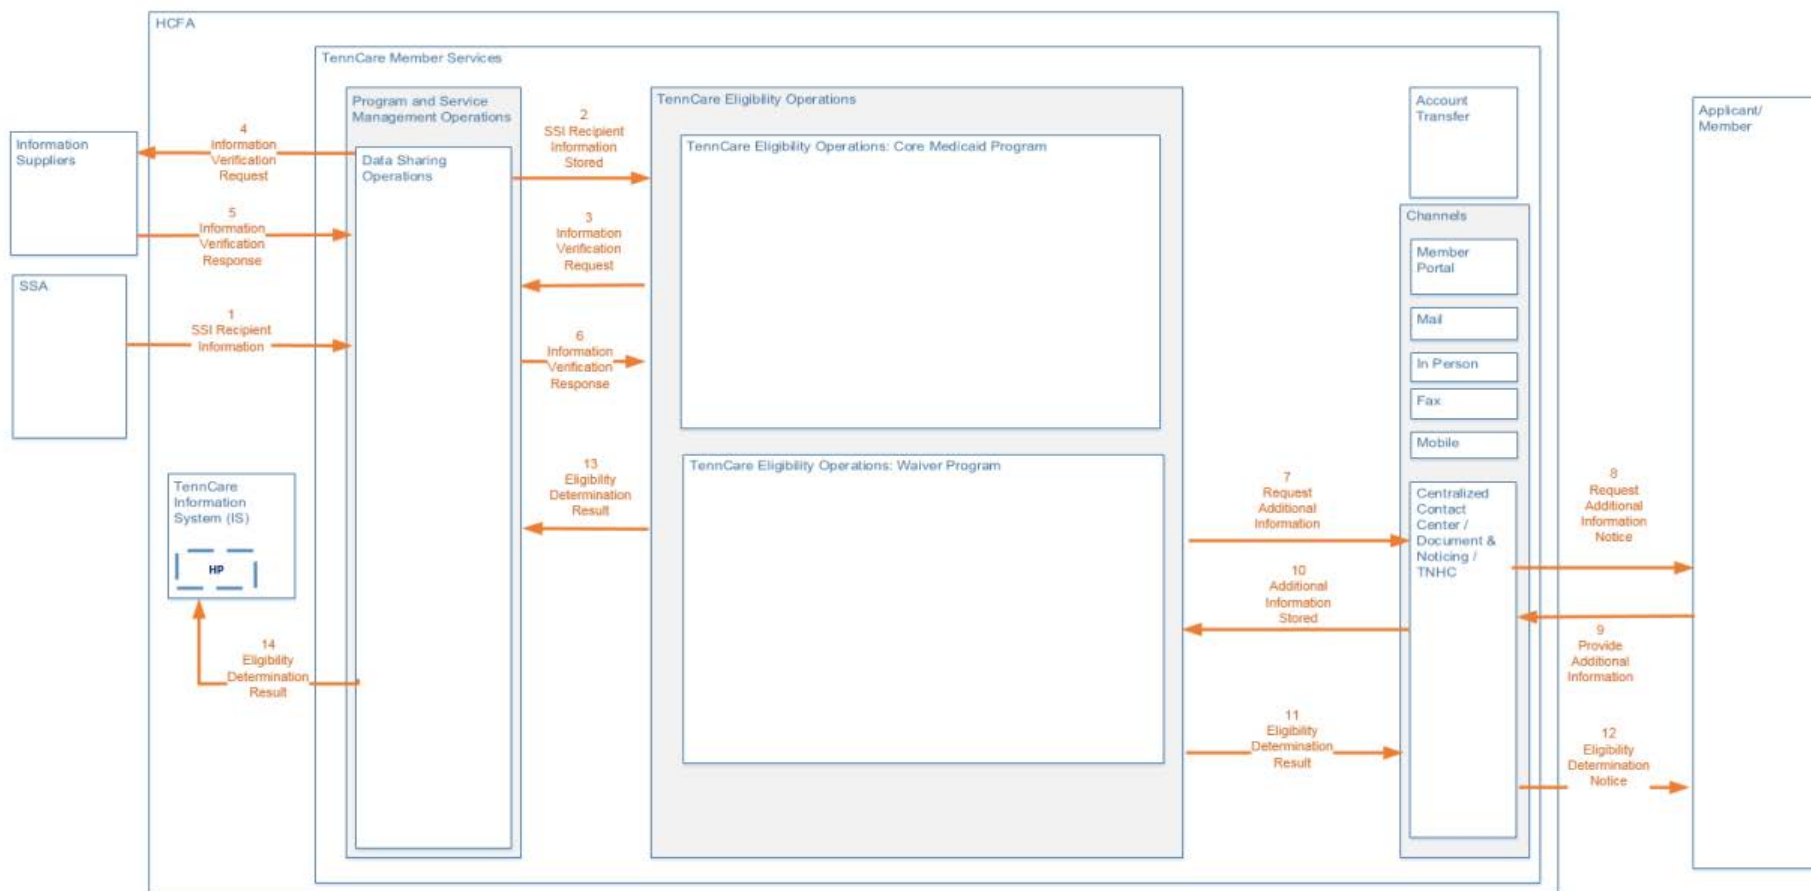 HCFA
TennCare Member Services
Program and Service
Management Operations
Data Sharing
Operations
TennCare Eligibility Operations
TennCare Eligibility Operations: Core Medicaid Program
TennCare Eligibility Operations: Waiver Program
Account
Transfer
Channels
Member
Portal
Mail
In Person
Fax
Mobile
Centralized
Contact
Center /
Document &
Noticing /
TNHC
Applicant/
Member
Information
Suppliers
SSA
TennCare
Information
System (IS)
HP
4
Information
Verification
Request
5
Information
Verification
Response
1
SSI Recipient
Information
2
SSI Recipient
Information
Stored
3
Information
Verification
Request
6
Information
Verification
Response
13
Eligibility
Determination
Result
14
Eligibility
Determination
Result
7
Request
Additional
Information
8
Request
Additional
Information
Notice
10
Additional
Information
Stored
9
Provide
Additional
Information
11
Eligibility
Determination
Result
12
Eligibility
Determination
Notice